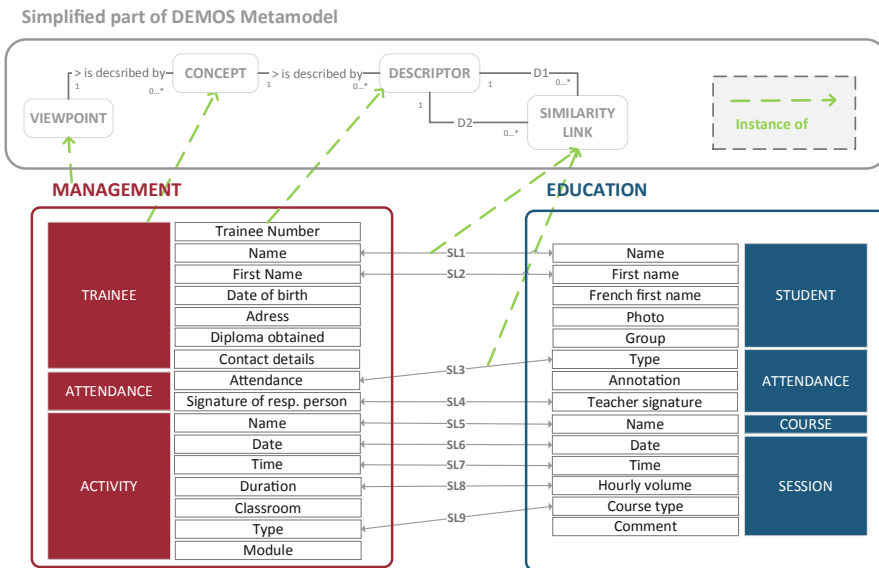 Simplified part of DEMOS Metamodel
VIEWPOINT
> is decsribed by
1
0...*
CONCEPT
> is described by
1
0...*
DESCRIPTOR
D1
1
0...*
D2
1
0...*
SIMILARITY
LINK
Instance of
MANAGEMENT
TRAINEE
Trainee Number
Name
First Name
Date of birth
Adress
Diploma obtained
Contact details
ATTENDANCE
Attendance
Signature of resp. person
ACTIVITY
Name
Date
Time
Duration
Classroom
Type
Module
SL1
SL2
SL3
SL4
SL5
SL6
SL7
SL8
SL9
EDUCATION
Name
First name
French first name
Photo
Group
STUDENT
Type
Annotation
Teacher signature
ATTENDANCE
Name
COURSE
Date
Time
Hourly volume
Course type
Comment
SESSION